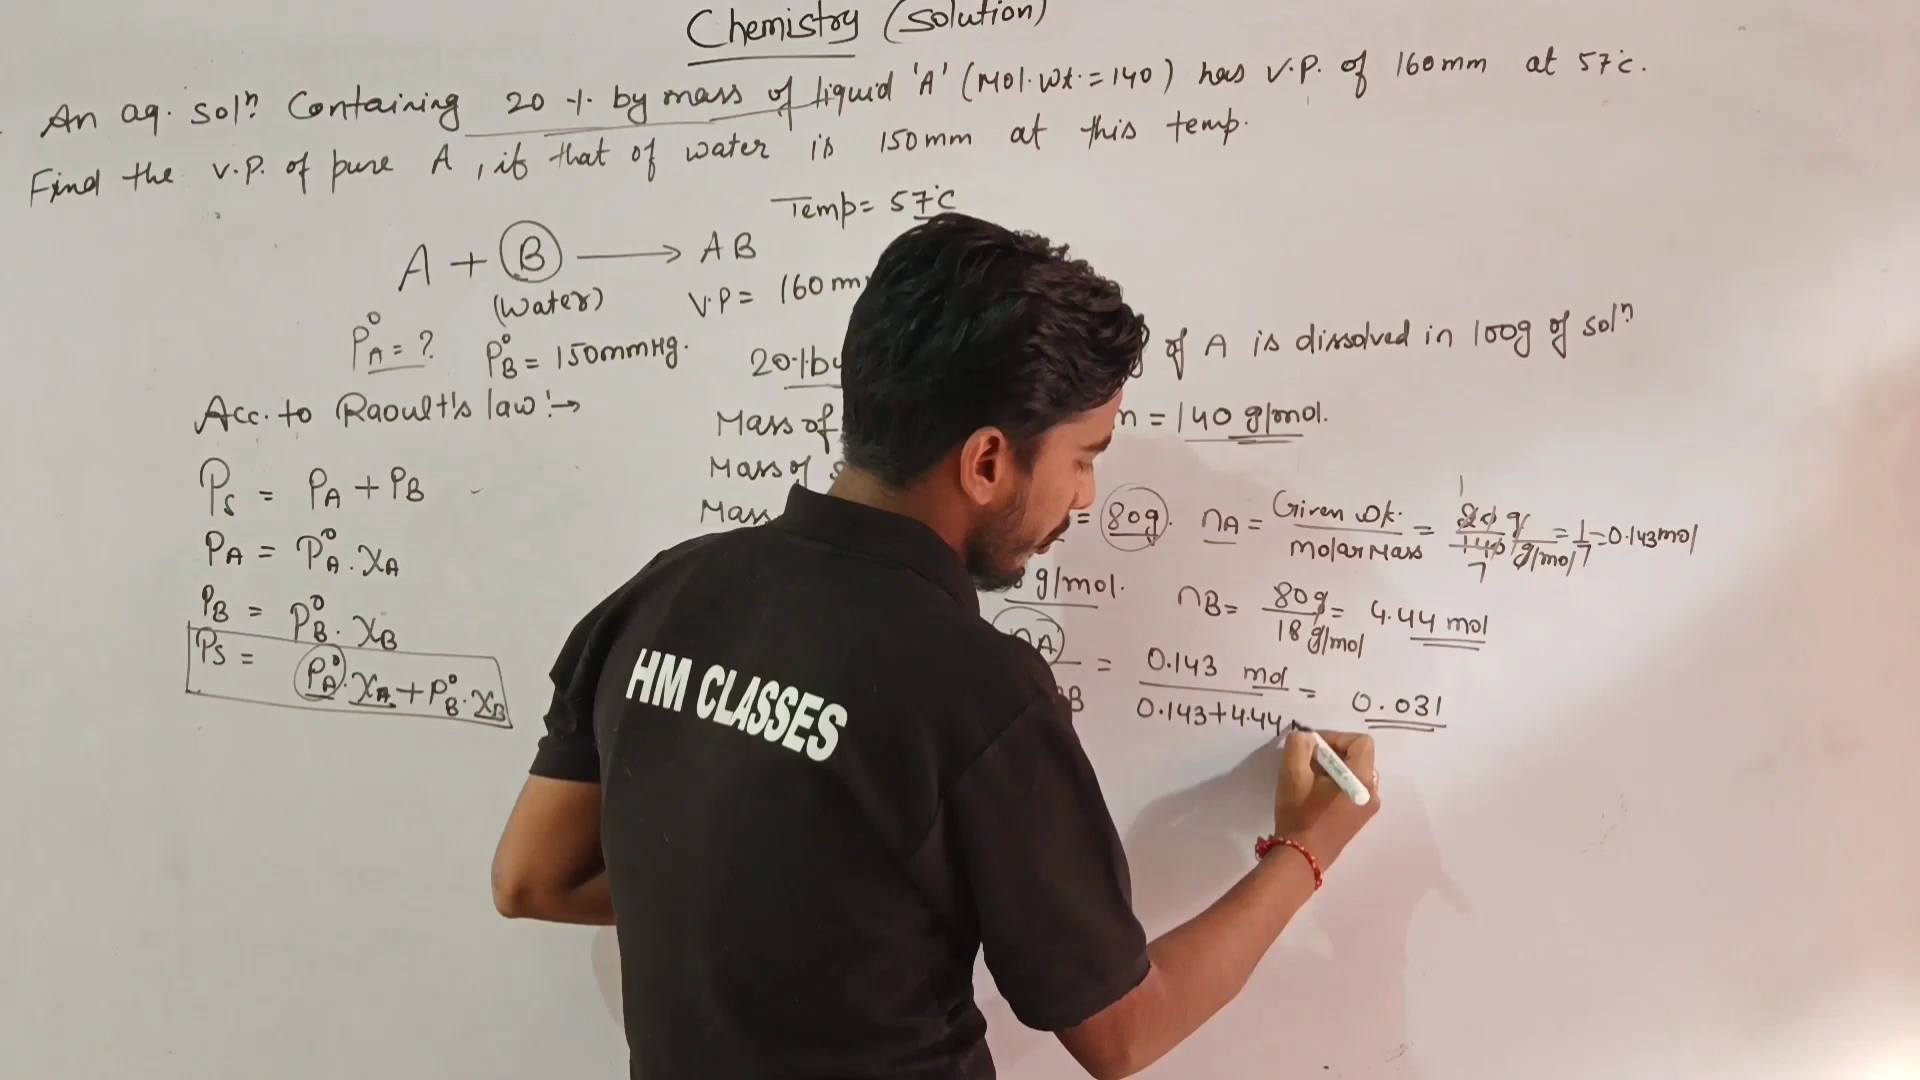 Chemistry (Solution)
An aq. solⁿ Containing 20 % by mass of liquid 'A' (Mol. Wt. = 140) has V.P. of 160mm at 57°c.
Find the V.P. of pure A, if that of water is 150mm at this temp.
Temp = 57°C
A + B → AB
(Water)
V.P = 160 m
P°A = ? P°B = 150mmHg.
20 % by of A is dissolved in 100g of solⁿ
Acc. to Raoult's law :→
Mass of = 140 g/mol.
Ps = PA + PB
Mass of
Mass = 80g.
nA = Given Wt. / Molar Mass = 20 g / 140 g/mol = 1/7 = 0.143 mol
1
7
PA = P°A . xA
g/mol.
nB = 80g / 18 g/mol = 4.44 mol
PB = P°B . xB
Ps = P°A . xA + P°B . xB
nA / B = 0.143 mol / 0.143 + 4.44 = 0.031
HM CLASSES